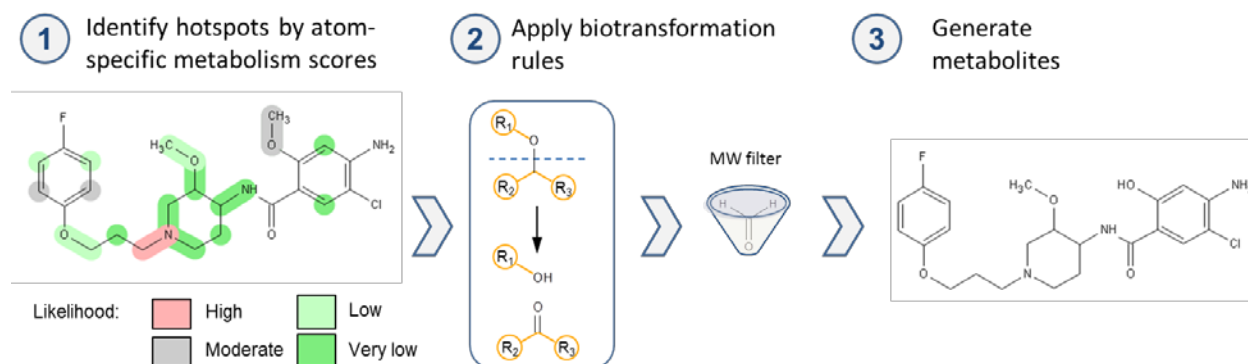 1
Identify hotspots by atom-
specific metabolism scores
2
Apply biotransformation
rules
3
Generate
metabolites
F
H₃C
O
CH₃
O
NH₂
NH
Cl
O
N
O
Likelihood:
High
Low
Moderate
Very low
R₁
O
R₂
R₃
R₁
OH
O
R₂
R₃
MW filter
H
H
O
F
H₃C
O
HO
NH
NH
Cl
O
N
O